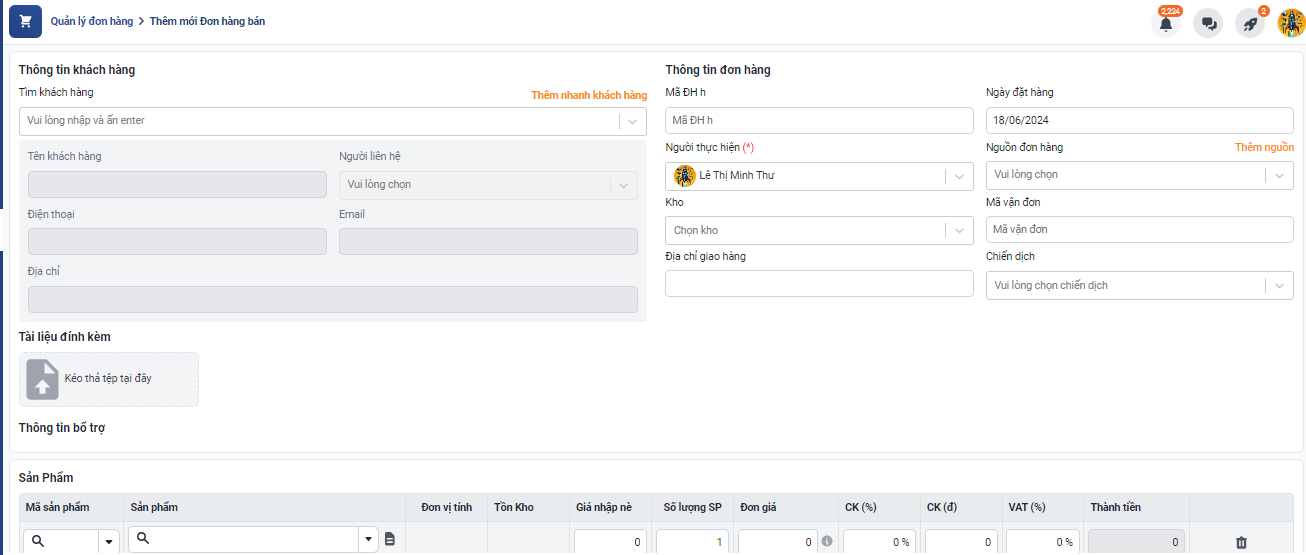 Quản lý đơn hàng > Thêm mới Đơn hàng bán
2,224
2
Thông tin khách hàng
Tìm khách hàng
Thêm nhanh khách hàng
Vui lòng nhập và ấn enter
Tên khách hàng
Người liên hệ
Vui lòng chọn
Điện thoại
Email
Địa chỉ
Tài liệu đính kèm
Kéo thả tệp tại đây
Thông tin bổ trợ
Thông tin đơn hàng
Mã ĐH h
Ngày đặt hàng
Mã ĐH h
18/06/2024
Người thực hiện (*)
Nguồn đơn hàng
Thêm nguồn
Lê Thị Minh Thư
Vui lòng chọn
Kho
Mã vận đơn
Chọn kho
Mã vận đơn
Địa chỉ giao hàng
Chiến dịch
Vui lòng chọn chiến dịch
Sản Phẩm
Mã sản phẩm Sản phẩm Đơn vị tính Tồn Kho Giá nhập nè Số lượng SP Đơn giá CK (%) CK (đ) VAT (%) Thành tiền
0 1 0 0 % 0 0 % 0